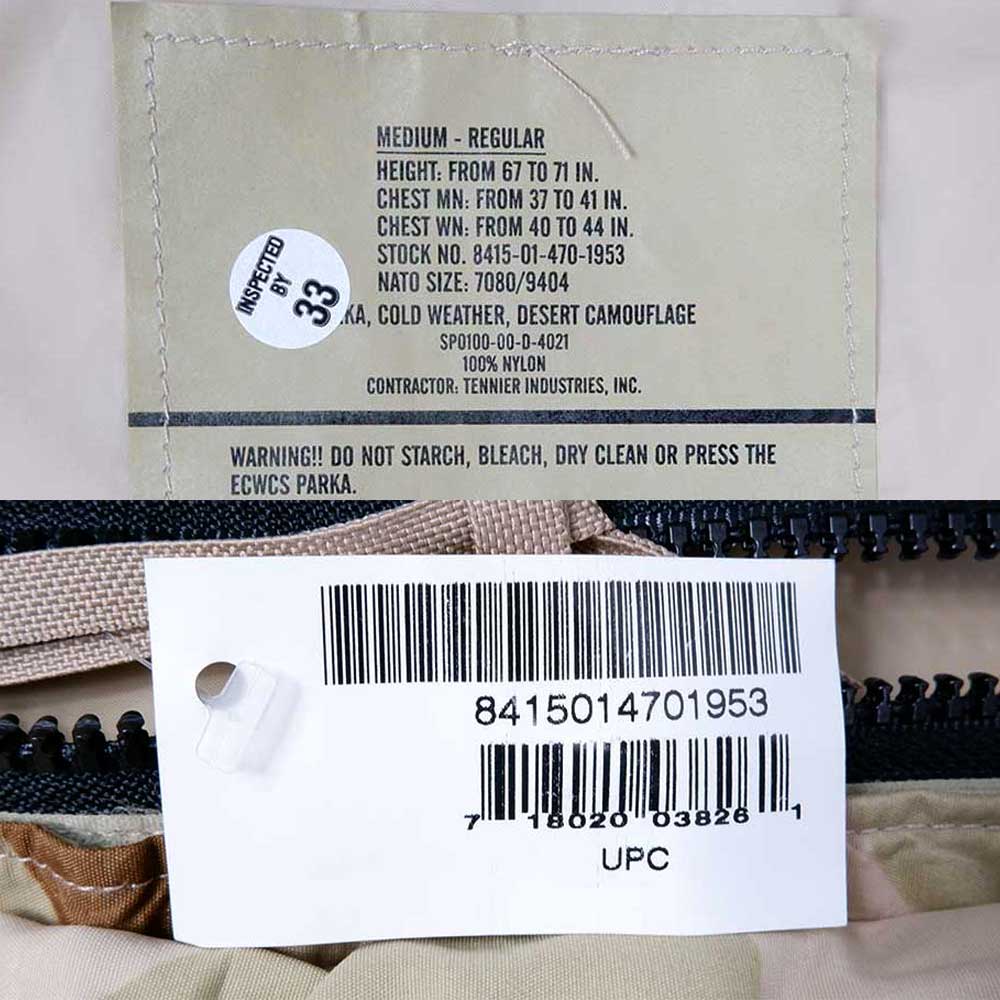 MEDIUM - REGULAR
HEIGHT: FROM 67 TO 71 IN.
CHEST MN: FROM 37 TO 41 IN.
CHEST WN: FROM 40 TO 44 IN.
STOCK NO. 8415-01-470-1953
NATO SIZE: 7080/9404
KA, COLD WEATHER, DESERT CAMOUFLAGE
SPO100-00-D-4021
100% NYLON
CONTRACTOR: TENNIER INDUSTRIES, INC.
INSPECTED
BY
33
WARNING!! DO NOT STARCH, BLEACH, DRY CLEAN OR PRESS THE
ECWCS PARKA.
8415014701953
7 18020 03826 1
UPC